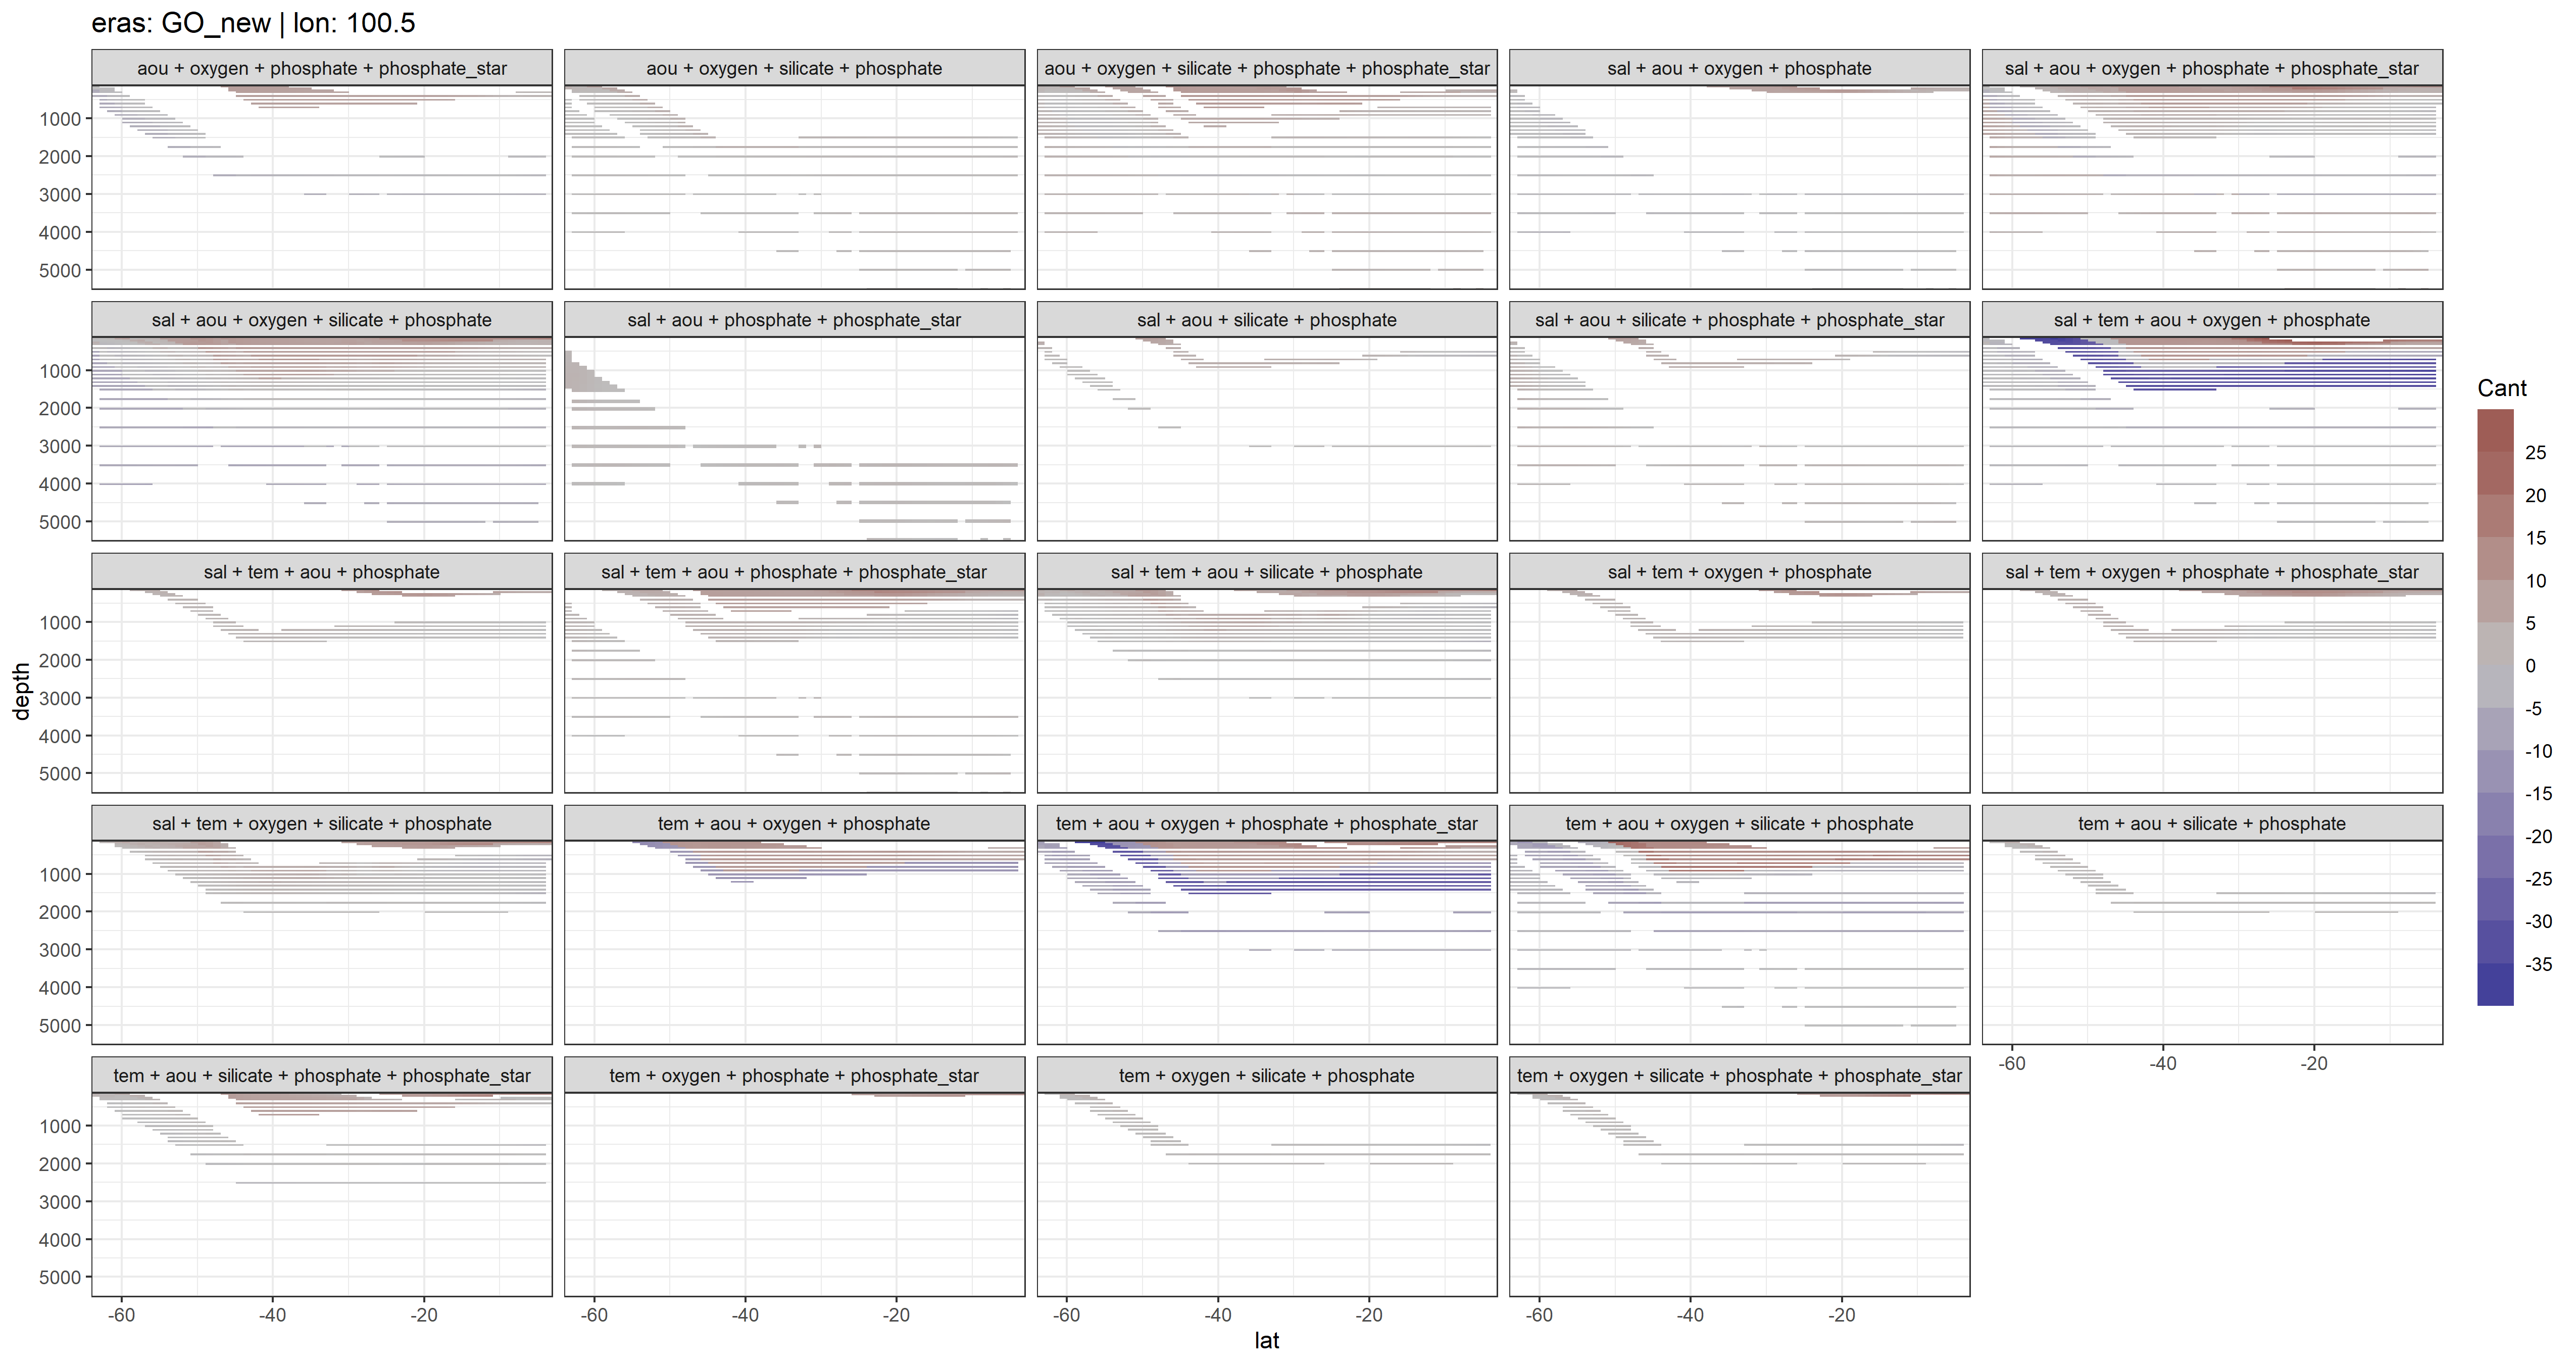 eras: GO_new | lon: 100.5
aou + oxygen + phosphate + phosphate_star
aou + oxygen + silicate + phosphate
aou + oxygen + silicate + phosphate + phosphate_star
sal + aou + oxygen + phosphate
sal + aou + oxygen + phosphate + phosphate_star
1000
2000
3000
4000
5000
sal + aou + oxygen + silicate + phosphate
sal + aou + phosphate + phosphate_star
sal + aou + silicate + phosphate
sal + aou + silicate + phosphate + phosphate_star
sal + tem + aou + oxygen + phosphate
1000
2000
3000
4000
5000
sal + tem + aou + phosphate
sal + tem + aou + phosphate + phosphate_star
sal + tem + aou + silicate + phosphate
sal + tem + oxygen + phosphate
sal + tem + oxygen + phosphate + phosphate_star
1000
2000
3000
4000
5000
sal + tem + oxygen + silicate + phosphate
tem + aou + oxygen + phosphate
tem + aou + oxygen + phosphate + phosphate_star
tem + aou + oxygen + silicate + phosphate
tem + aou + silicate + phosphate
1000
2000
3000
4000
5000
-60
-40
-20
tem + aou + silicate + phosphate + phosphate_star
tem + oxygen + phosphate + phosphate_star
tem + oxygen + silicate + phosphate
tem + oxygen + silicate + phosphate + phosphate_star
1000
2000
3000
4000
5000
-60
-40
-20
-60
-40
-20
-60
-40
-20
-60
-40
-20
lat
depth
Cant
25
20
15
10
5
0
-5
-10
-15
-20
-25
-30
-35